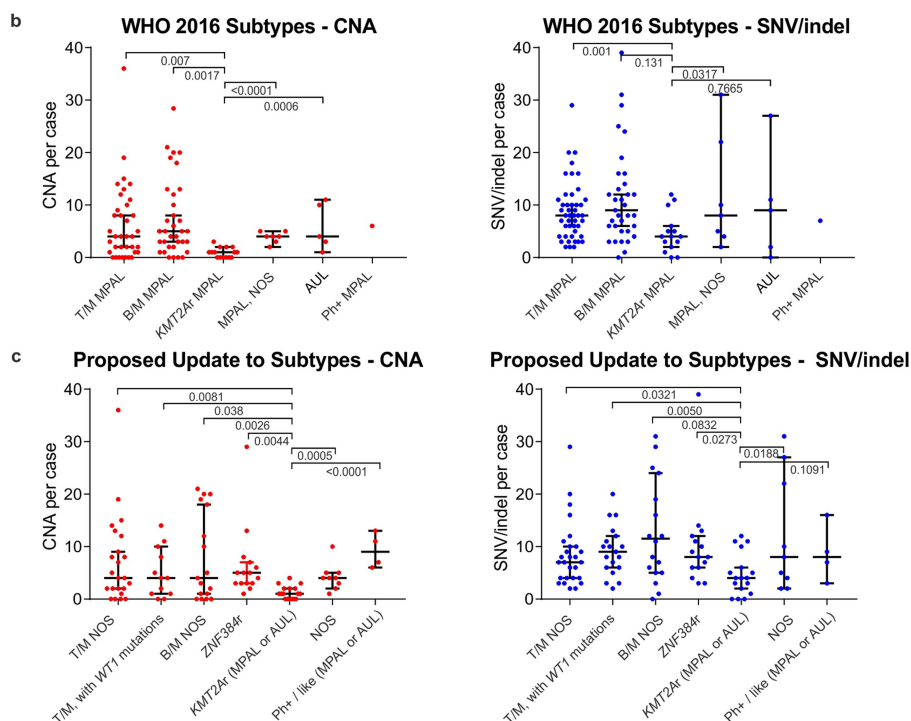 b
WHO 2016 Subtypes - CNA
CNA per case
40
30
20
10
0
0.007
0.0017
<0.0001
0.0006
T/M MPAL
B/M MPAL
KMT2Ar MPAL
MPAL, NOS
AUL
Ph+ MPAL
WHO 2016 Subtypes - SNV/indel
SNV/indel per case
40
30
20
10
0
0.001
0.131
0.0317
0.7665
T/M MPAL
B/M MPAL
KMT2Ar MPAL
MPAL, NOS
AUL
Ph+ MPAL
c
Proposed Update to Subtypes - CNA
CNA per case
40
30
20
10
0
0.0081
0.038
0.0026
0.0044
0.0005
<0.0001
T/M NOS
T/M, with WT1 mutations
B/M NOS
ZNF384r
KMT2Ar (MPAL or AUL)
NOS
Ph+ / like (MPAL or AUL)
Proposed Update to Supbtypes - SNV/indel
SNV/indel per case
40
30
20
10
0
0.0321
0.0050
0.0832
0.0273
0.0188
0.1091
T/M NOS
T/M, with WT1 mutations
B/M NOS
ZNF384r
KMT2Ar (MPAL or AUL)
NOS
Ph+ / like (MPAL or AUL)